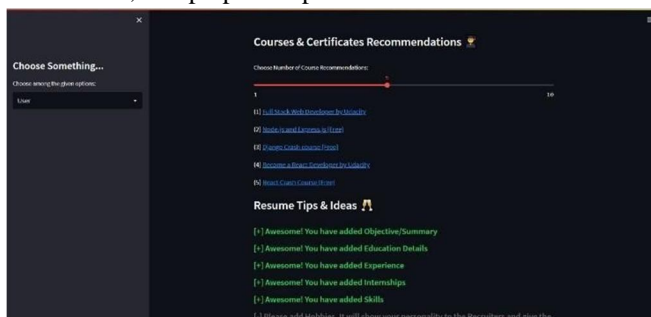 Choose Something...
Choose among the given options:
User
Courses & Certificates Recommendations
Choose Number of Course Recommendations:
5
1
10
(1) Full Stack Web Developer by Udacity
(2) Node.js and Express.js [Free]
(3) Django Crash course [Free]
(4) Become a React Developer by Udacity
(5) React Crash Course [Free]
Resume Tips & Ideas
[+] Awesome! You have added Objective/Summary
[+] Awesome! You have added Education Details
[+] Awesome! You have added Experience
[+] Awesome! You have added Internships
[+] Awesome! You have added Skills
[-] Please add Hobbies. It will show your personality to the Recruiters and give the